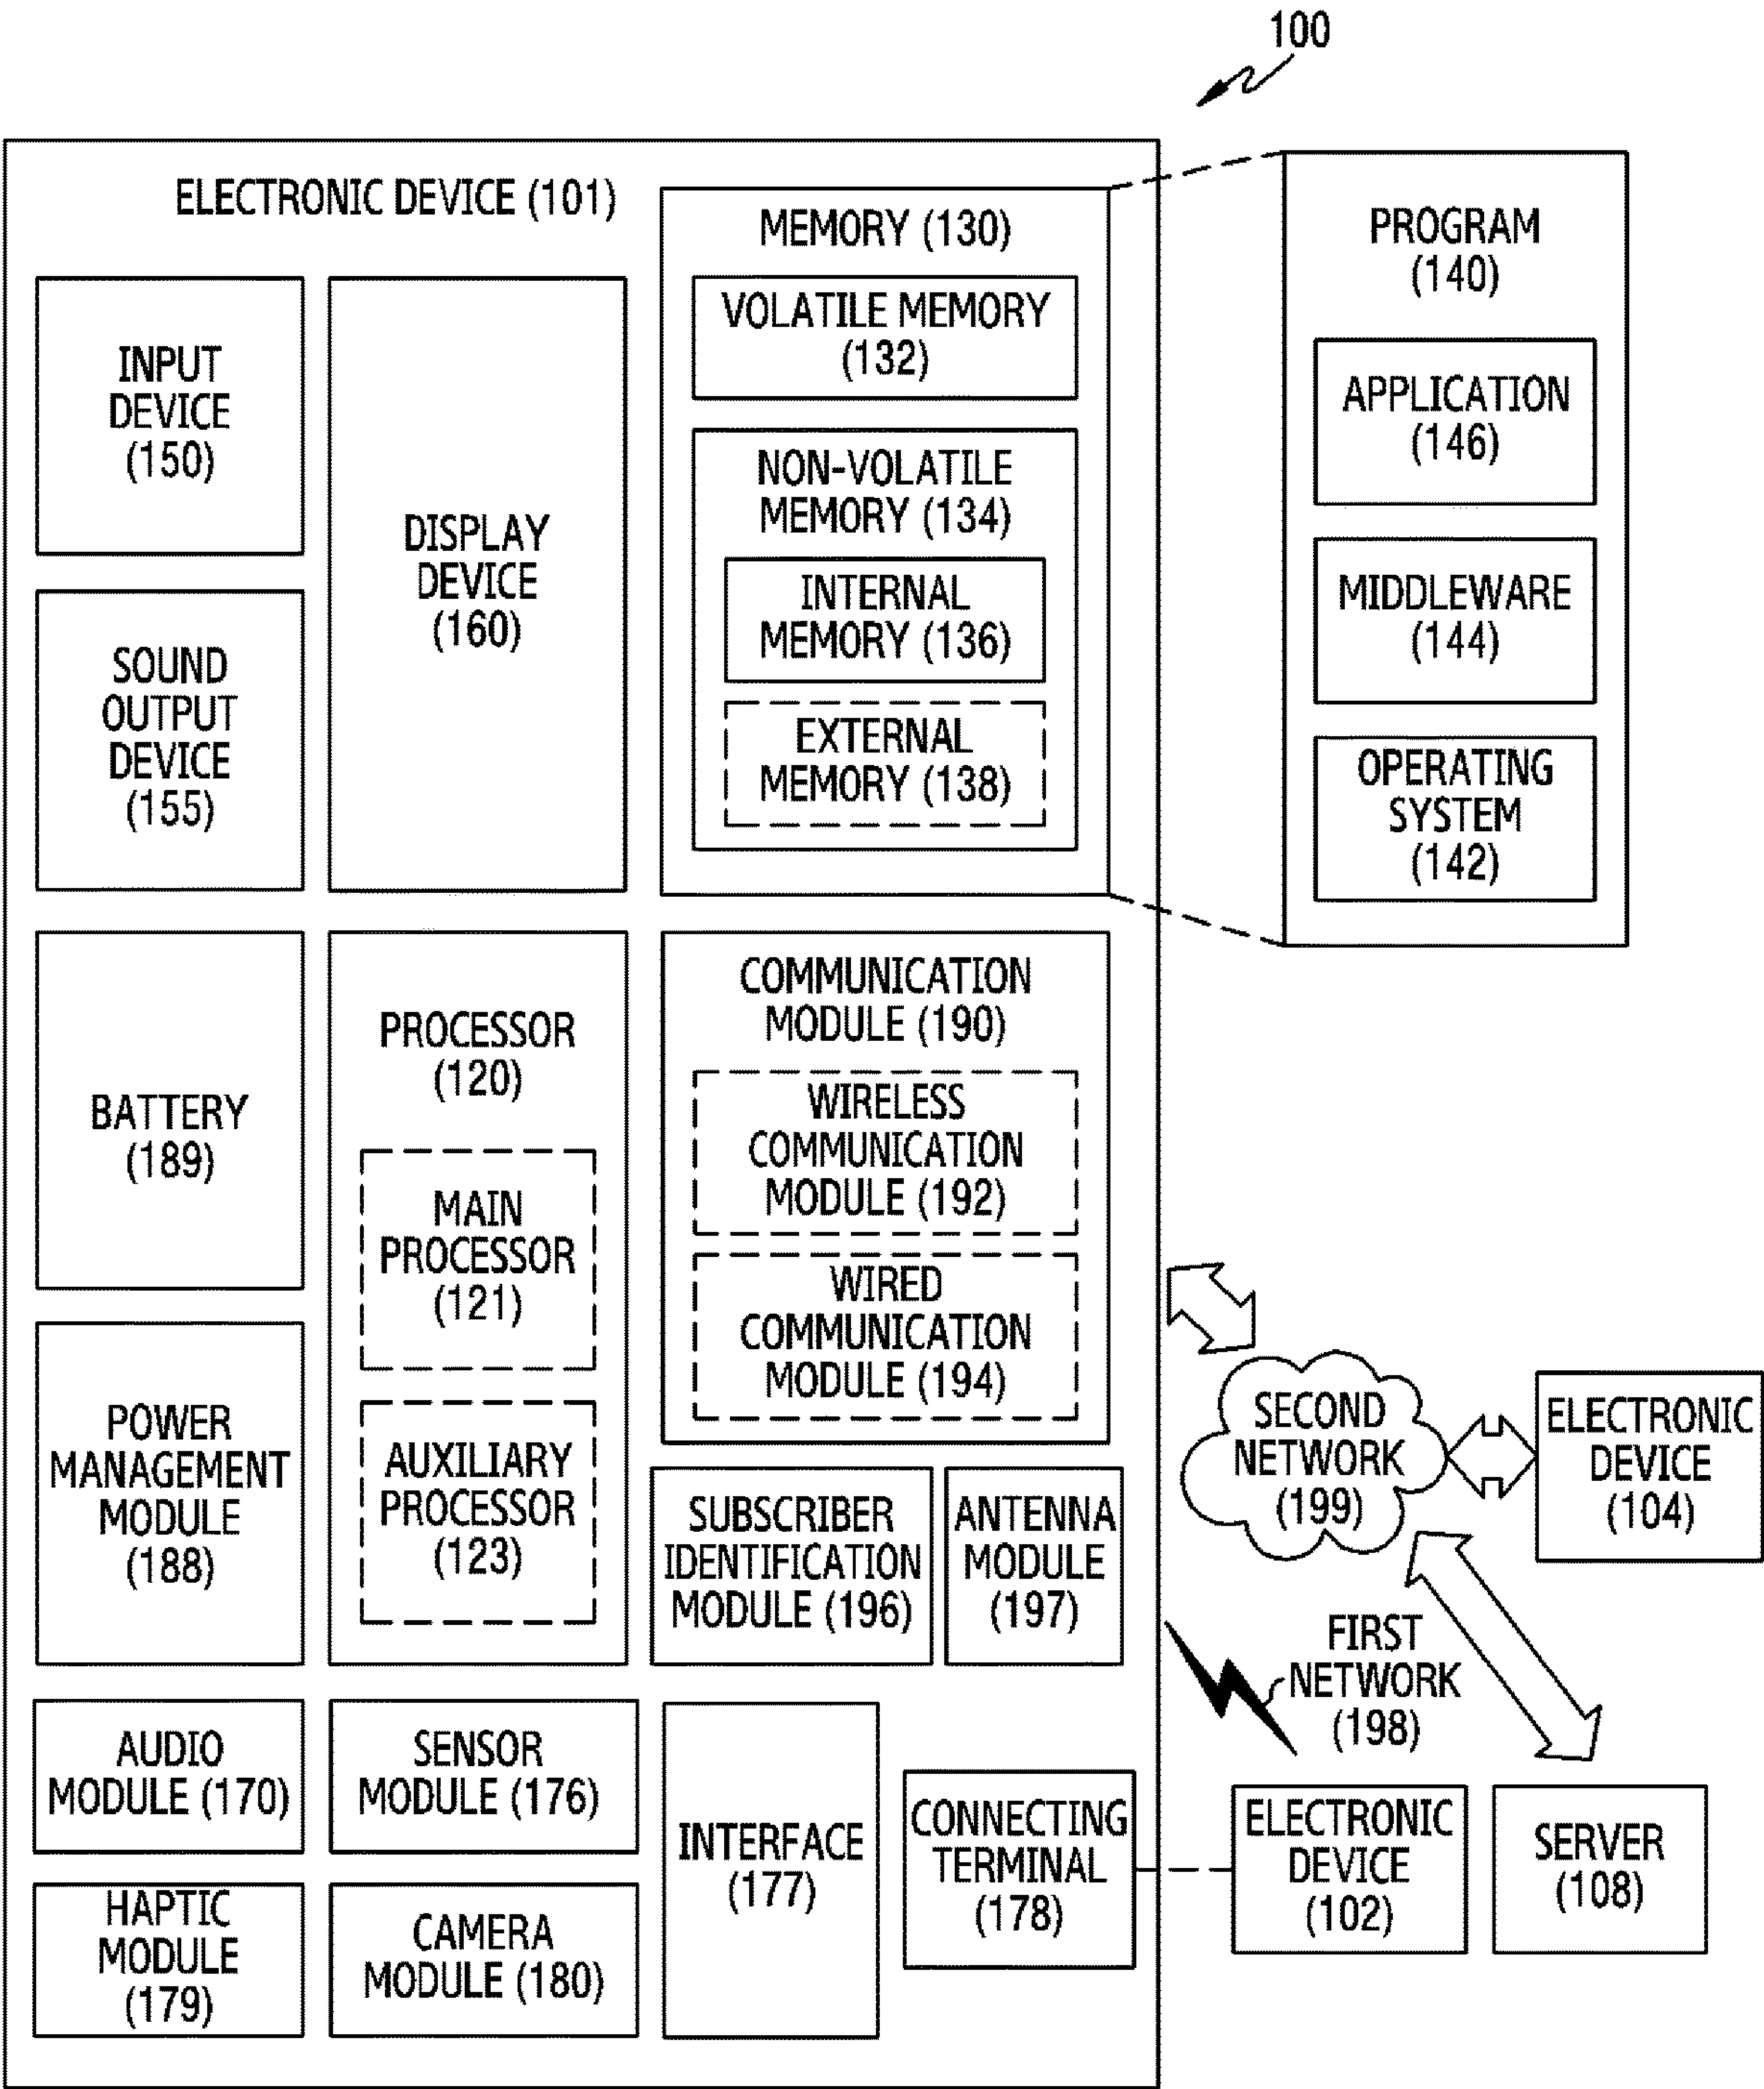 100
ELECTRONIC DEVICE (101)
INPUT
DEVICE
(150)
SOUND
OUTPUT
DEVICE
(155)
DISPLAY
DEVICE
(160)
MEMORY (130)
VOLATILE MEMORY
(132)
NON-VOLATILE
MEMORY (134)
INTERNAL
MEMORY (136)
EXTERNAL
MEMORY (138)
PROGRAM
(140)
APPLICATION
(146)
MIDDLEWARE
(144)
OPERATING
SYSTEM
(142)
BATTERY
(189)
POWER
MANAGEMENT
MODULE
(188)
PROCESSOR
(120)
MAIN
PROCESSOR
(121)
AUXILIARY
PROCESSOR
(123)
COMMUNICATION
MODULE (190)
WIRELESS
COMMUNICATION
MODULE (192)
WIRED
COMMUNICATION
MODULE (194)
SUBSCRIBER
IDENTIFICATION
MODULE (196)
ANTENNA
MODULE
(197)
SECOND
NETWORK
(199)
ELECTRONIC
DEVICE
(104)
FIRST
NETWORK
(198)
AUDIO
MODULE (170)
SENSOR
MODULE (176)
HAPTIC
MODULE
(179)
CAMERA
MODULE (180)
INTERFACE
(177)
CONNECTING
TERMINAL
(178)
ELECTRONIC
DEVICE
(102)
SERVER
(108)